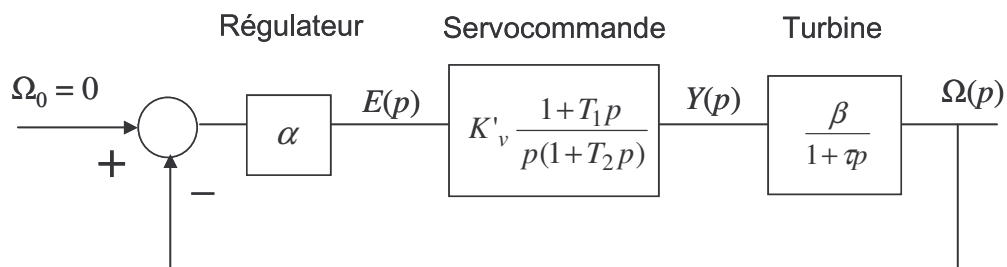 Régulateur Servocommande Turbine
Ω₀ = 0 E(p) Y(p) Ω(p)
+ − α K'ᵥ (1+T₁p)/(p(1+T₂p)) β/(1+τp)